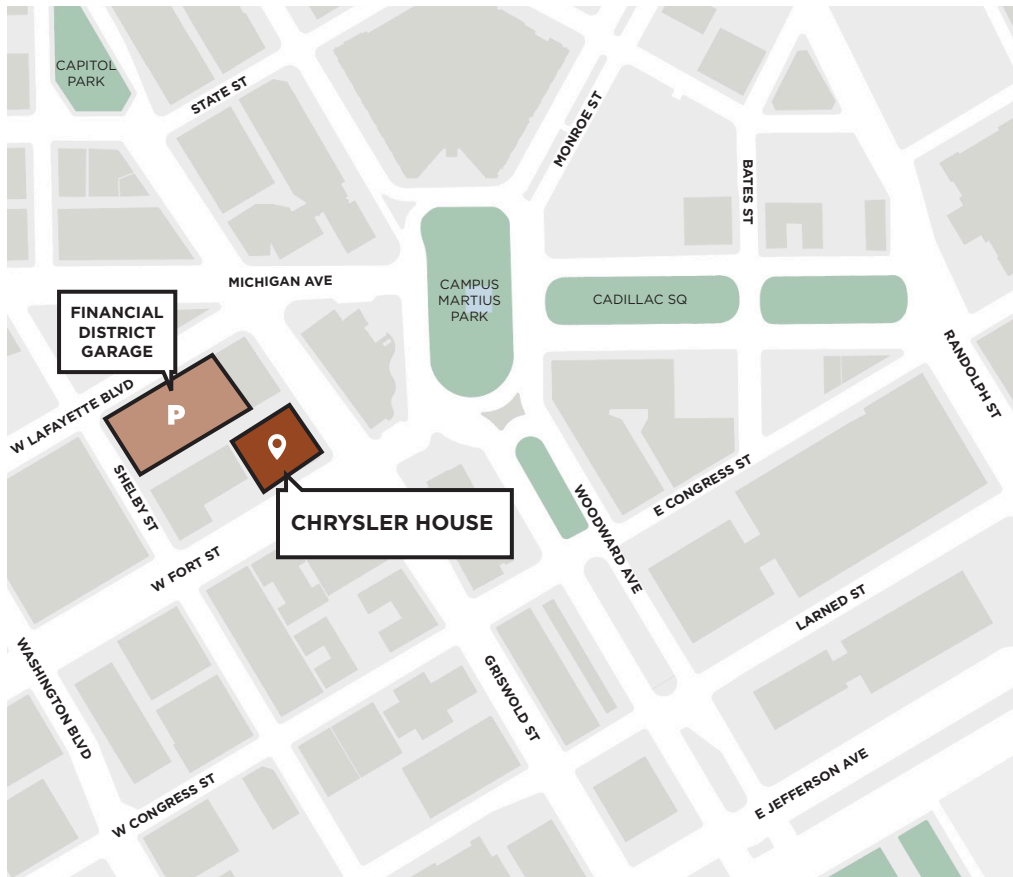 CAPITOL
PARK
STATE ST
MONROE ST
BATES ST
MICHIGAN AVE
CAMPUS
MARTIUS
PARK
CADILLAC SQ
FINANCIAL
DISTRICT
GARAGE
RANDOLPH ST
W LAFAYETTE BLVD
P
SHELBY ST
CHRYSLER HOUSE
E CONGRESS ST
WOODWARD AVE
W FORT ST
LARNED ST
WASHINGTON BLVD
GRISWOLD ST
W CONGRESS ST
E JEFFERSON AVE